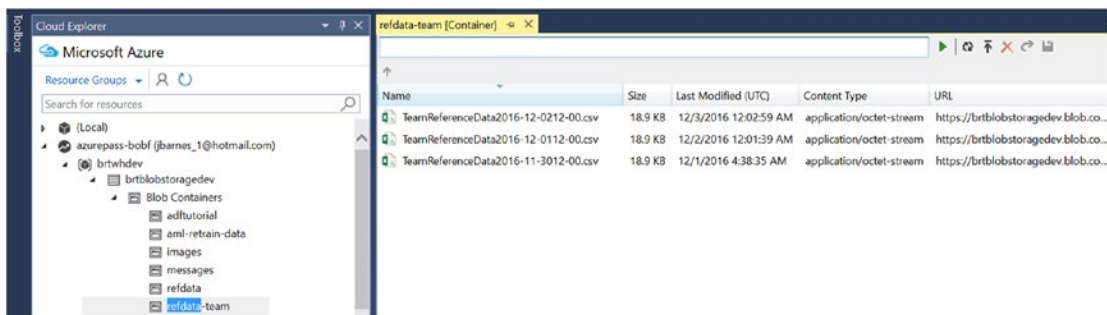 Toolbox
Cloud Explorer
Microsoft Azure
Resource Groups
Search for resources
(Local)
azurepass-bobf (jbarnes_1@hotmail.com)
brtwhdev
brtblobstoragedev
Blob Containers
adftutorial
aml-retrain-data
images
messages
refdata
refdata-team
refdata-team [Container]
Name Size Last Modified (UTC) Content Type URL
TeamReferenceData2016-12-0212-00.csv 18.9 KB 12/3/2016 12:02:59 AM application/octet-stream https://brtblobstoragedev.blob.co...
TeamReferenceData2016-12-0112-00.csv 18.9 KB 12/2/2016 12:01:39 AM application/octet-stream https://brtblobstoragedev.blob.co...
TeamReferenceData2016-11-3012-00.csv 18.9 KB 12/1/2016 4:38:35 AM application/octet-stream https://brtblobstoragedev.blob.co...